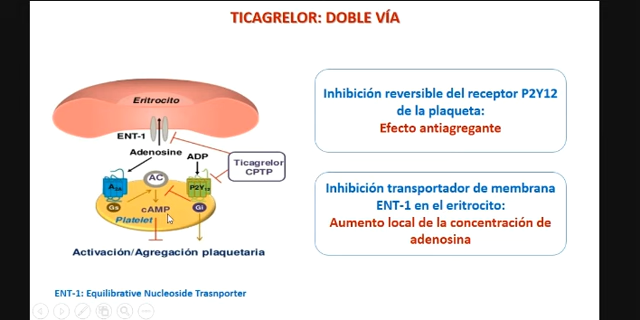 TICAGRELOR: DOBLE VÍA
Eritrocito
ENT-1
Adenosine
ADP
Ticagrelor
CPTP
A2A
AC
P2Y12
Gs
cAMP
Gi
Platelet
Activación/Agregación plaquetaria
Inhibición reversible del receptor P2Y12
de la plaqueta:
Efecto antiagregante
Inhibición transportador de membrana
ENT-1 en el eritrocito:
Aumento local de la concentración de
adenosina
ENT-1: Equilibrative Nucleoside Trasnporter